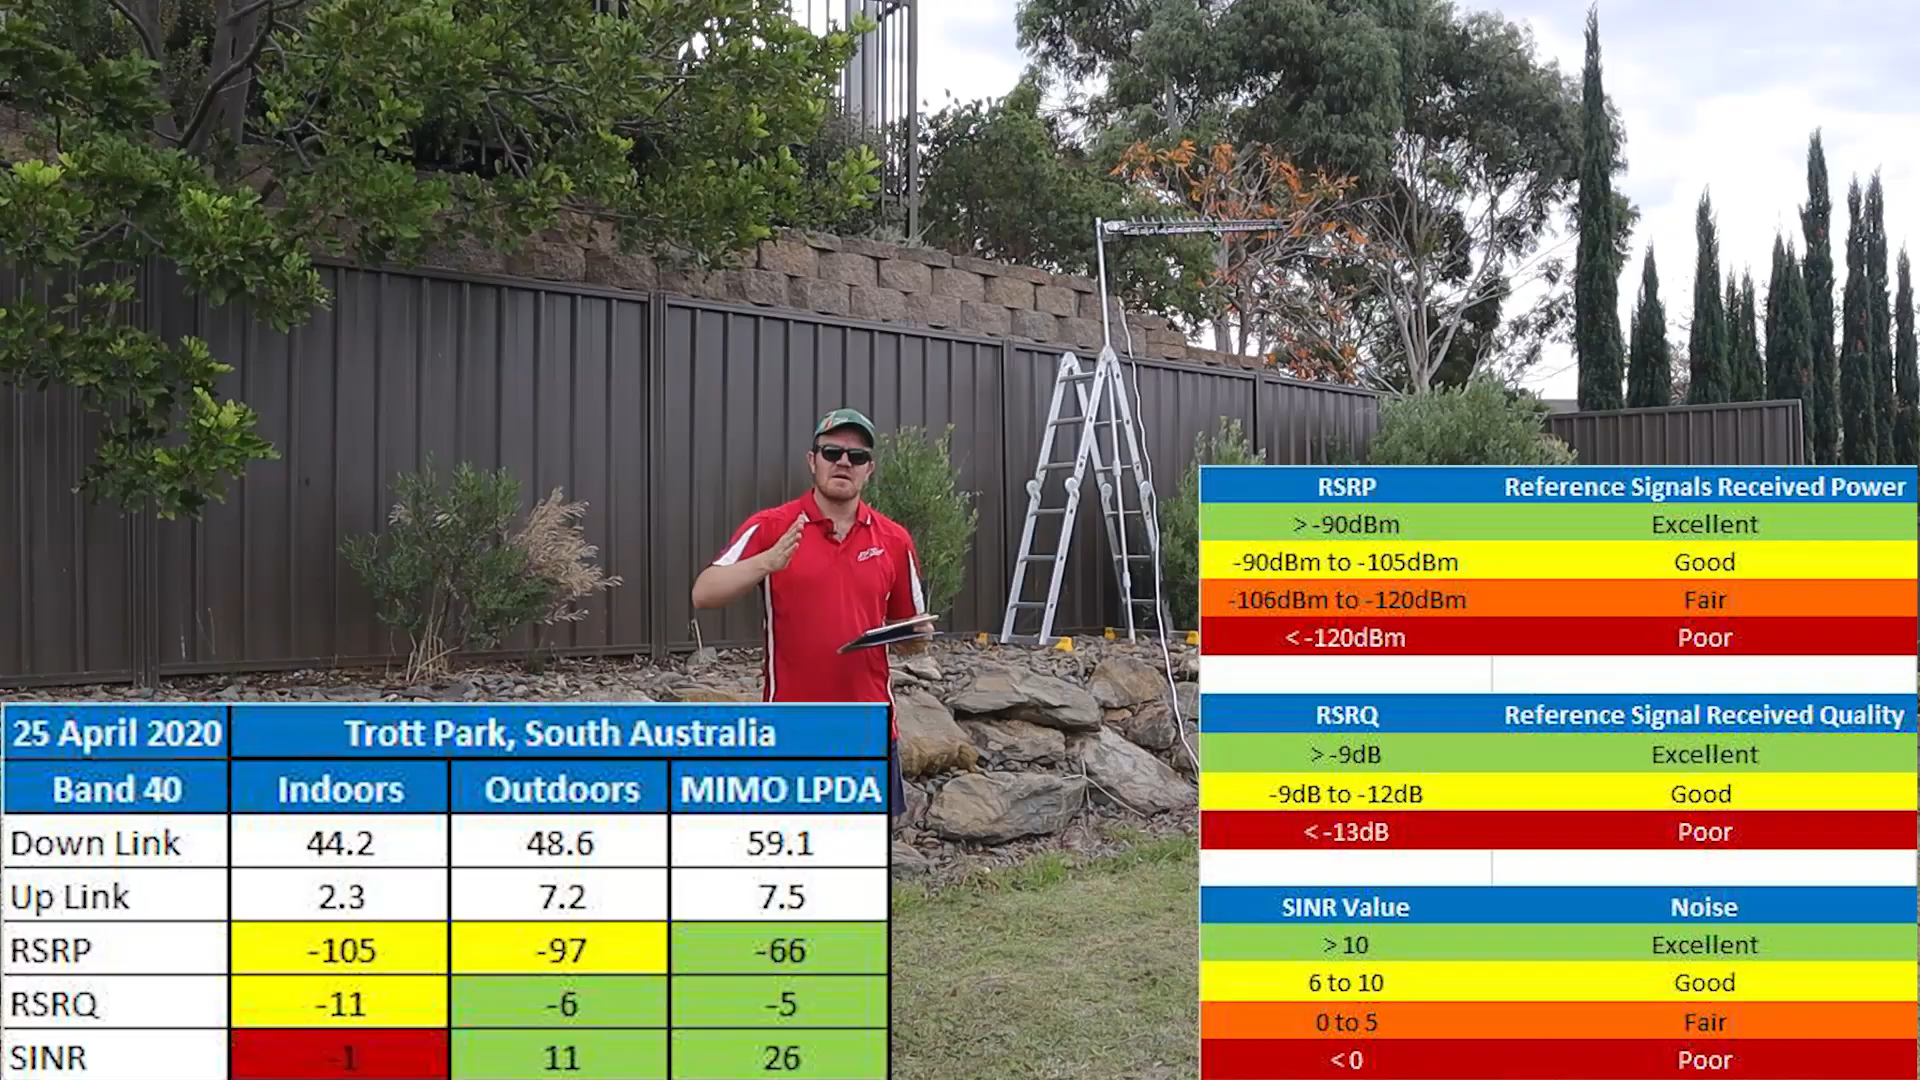 25 April 2020 Trott Park, South Australia
Band 40 Indoors Outdoors MIMO LPDA
Down Link 44.2 48.6 59.1
Up Link 2.3 7.2 7.5
RSRP -105 -97 -66
RSRQ -11 -6 -5
SINR -1 11 26
RSRP Reference Signals Received Power
> -90dBm Excellent
-90dBm to -105dBm Good
-106dBm to -120dBm Fair
< -120dBm Poor
RSRQ Reference Signal Received Quality
> -9dB Excellent
-9dB to -12dB Good
< -13dB Poor
SINR Value Noise
> 10 Excellent
6 to 10 Good
0 to 5 Fair
< 0 Poor